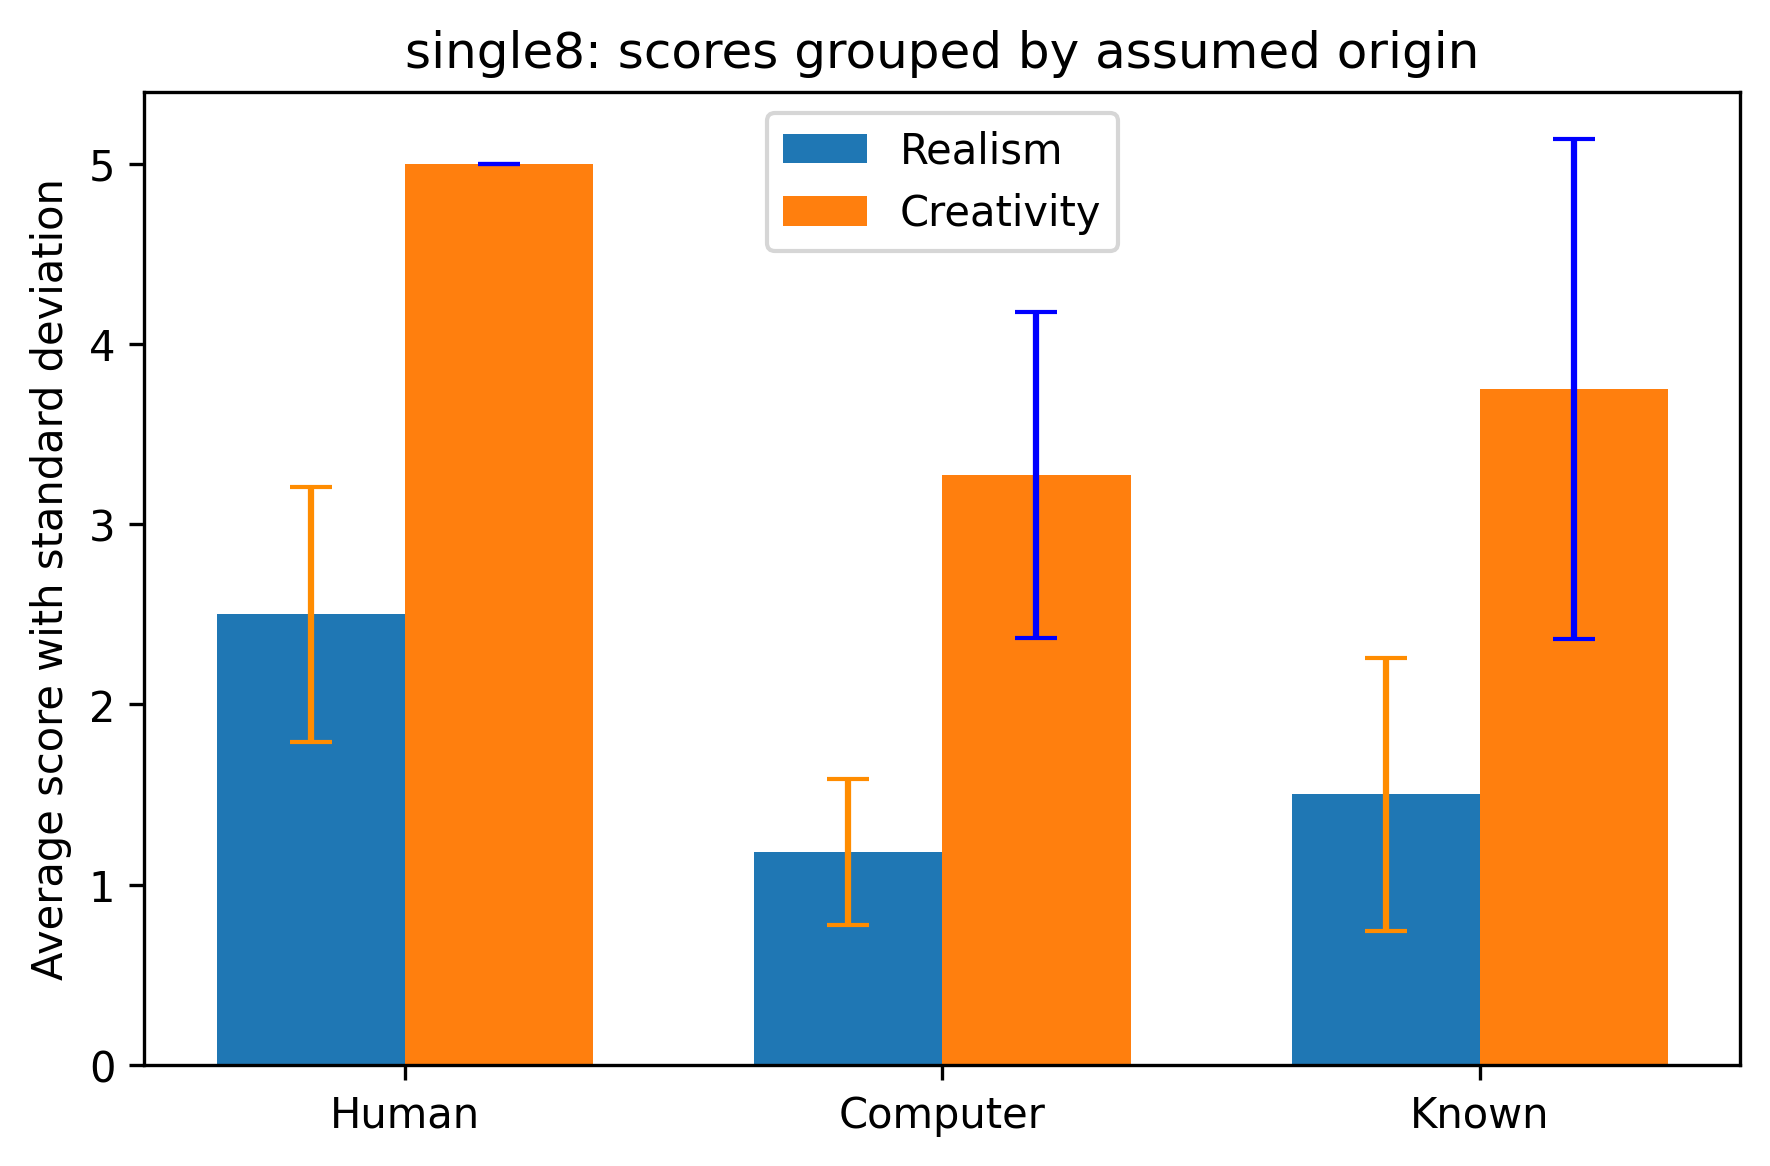 single8: scores grouped by assumed origin
Realism
Creativity
Average score with standard deviation
5
4
3
2
1
0
Human
Computer
Known